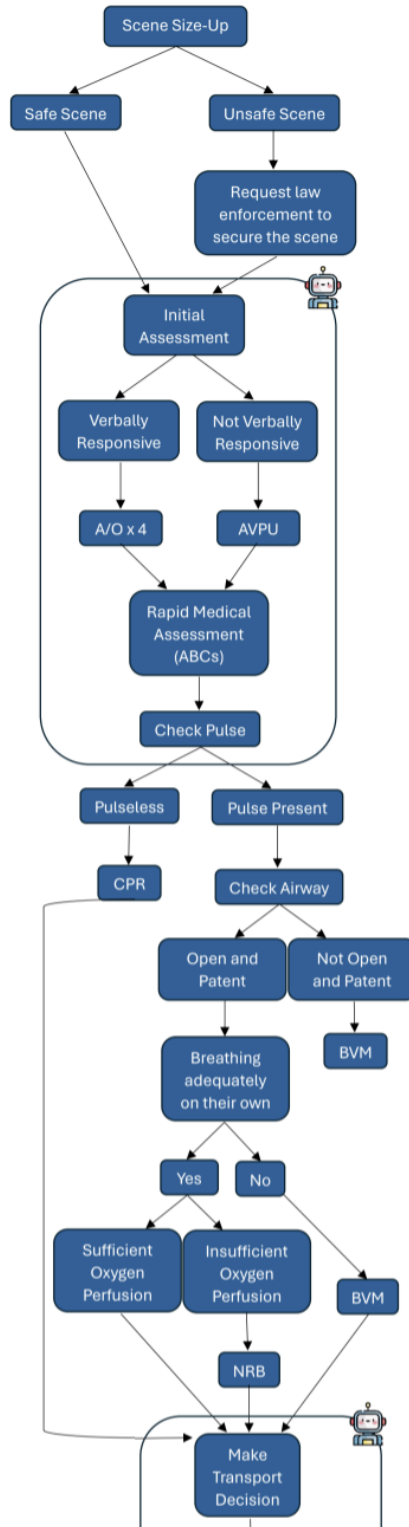 Scene Size-Up
Safe Scene
Unsafe Scene
Request law
enforcement to
secure the scene
Initial
Assessment
Verbally
Responsive
Not Verbally
Responsive
A/O x 4
AVPU
Rapid Medical
Assessment
(ABCs)
Check Pulse
Pulseless
Pulse Present
CPR
Check Airway
Open and
Patent
Not Open
and Patent
BVM
Breathing
adequately
on their own
Yes
No
Sufficient
Oxygen
Perfusion
Insufficient
Oxygen
Perfusion
BVM
NRB
Make
Transport
Decision